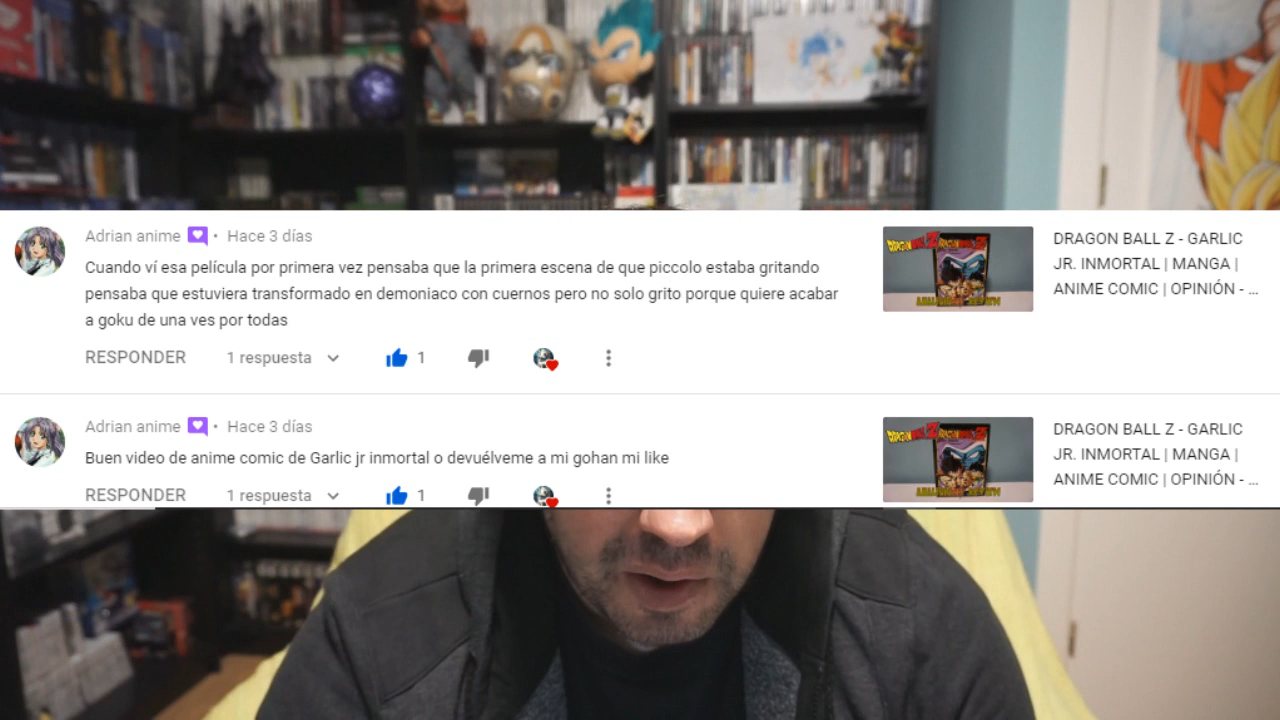 Adrian anime • Hace 3 días
Cuando ví esa película por primera vez pensaba que la primera escena de que piccolo estaba gritando
pensaba que estuviera transformado en demoniaco con cuernos pero no solo grito porque quiere acabar
a goku de una ves por todas
RESPONDER 1 respuesta 1
DRAGON BALL Z - GARLIC
JR. INMORTAL | MANGA |
ANIME COMIC | OPINIÓN - ...
Adrian anime • Hace 3 días
Buen video de anime comic de Garlic jr inmortal o devuélveme a mi gohan mi like
RESPONDER 1 respuesta 1
DRAGON BALL Z - GARLIC
JR. INMORTAL | MANGA |
ANIME COMIC | OPINIÓN - ...